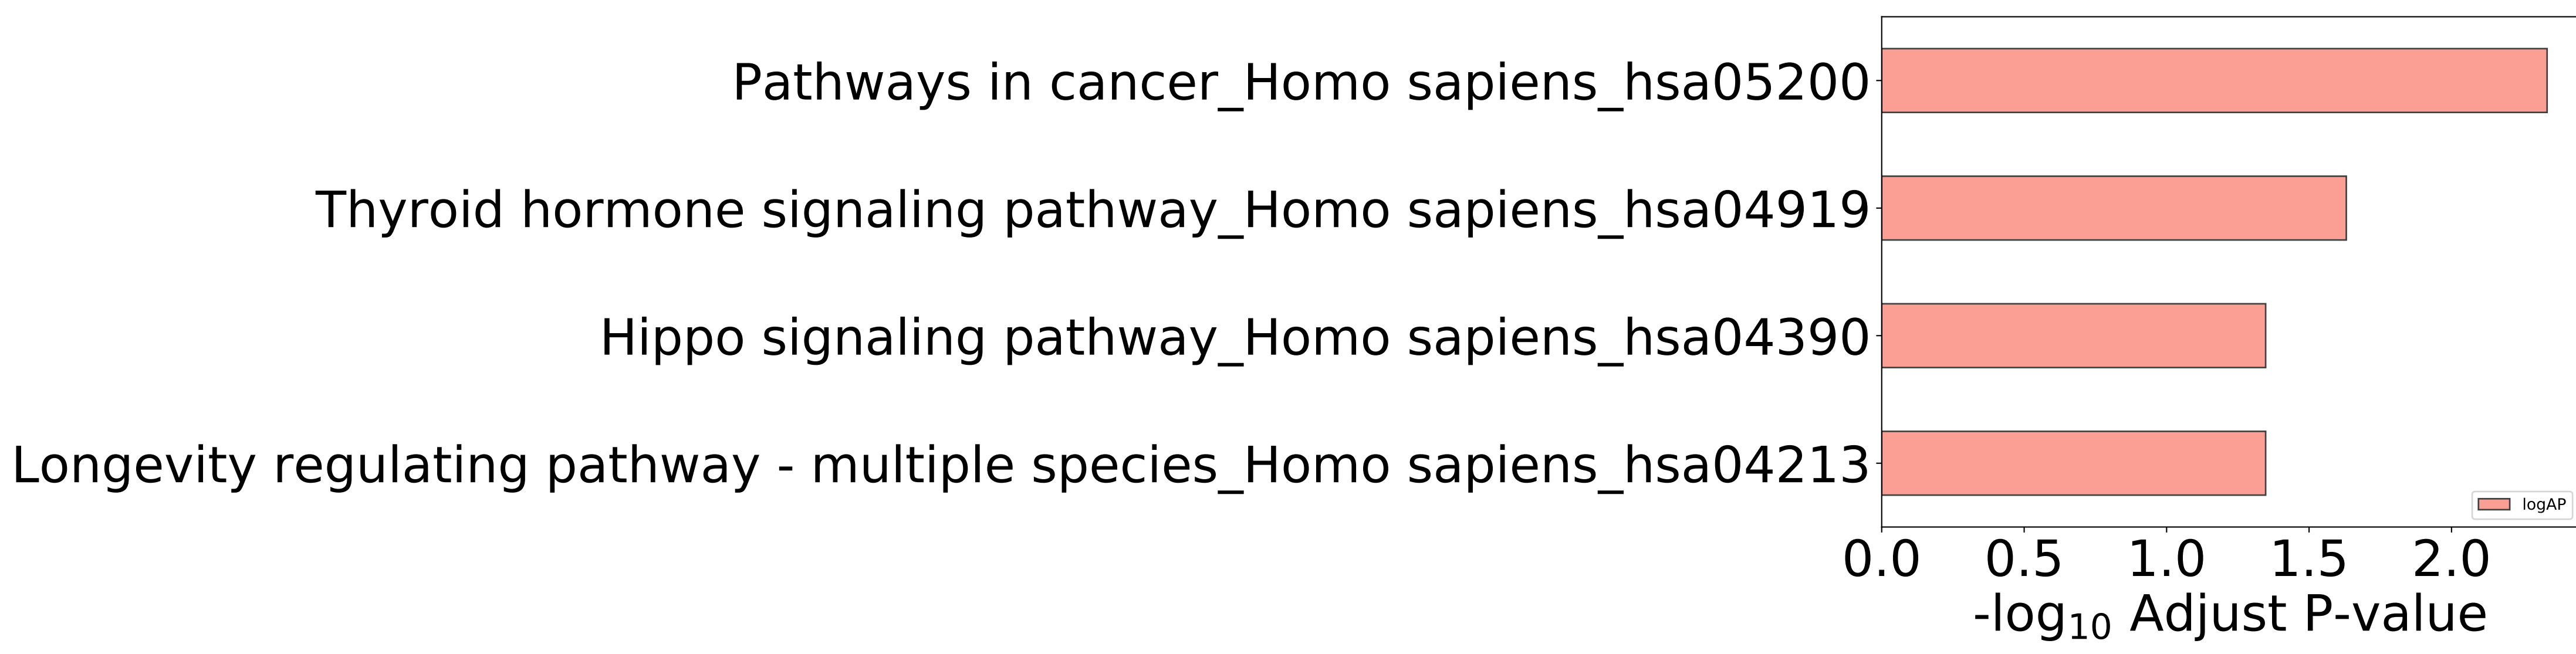 Pathways in cancer_Homo sapiens_hsa05200
Thyroid hormone signaling pathway_Homo sapiens_hsa04919
Hippo signaling pathway_Homo sapiens_hsa04390
Longevity regulating pathway - multiple species_Homo sapiens_hsa04213
logAP
0.0 0.5 1.0 1.5 2.0
-log₁₀ Adjust P-value